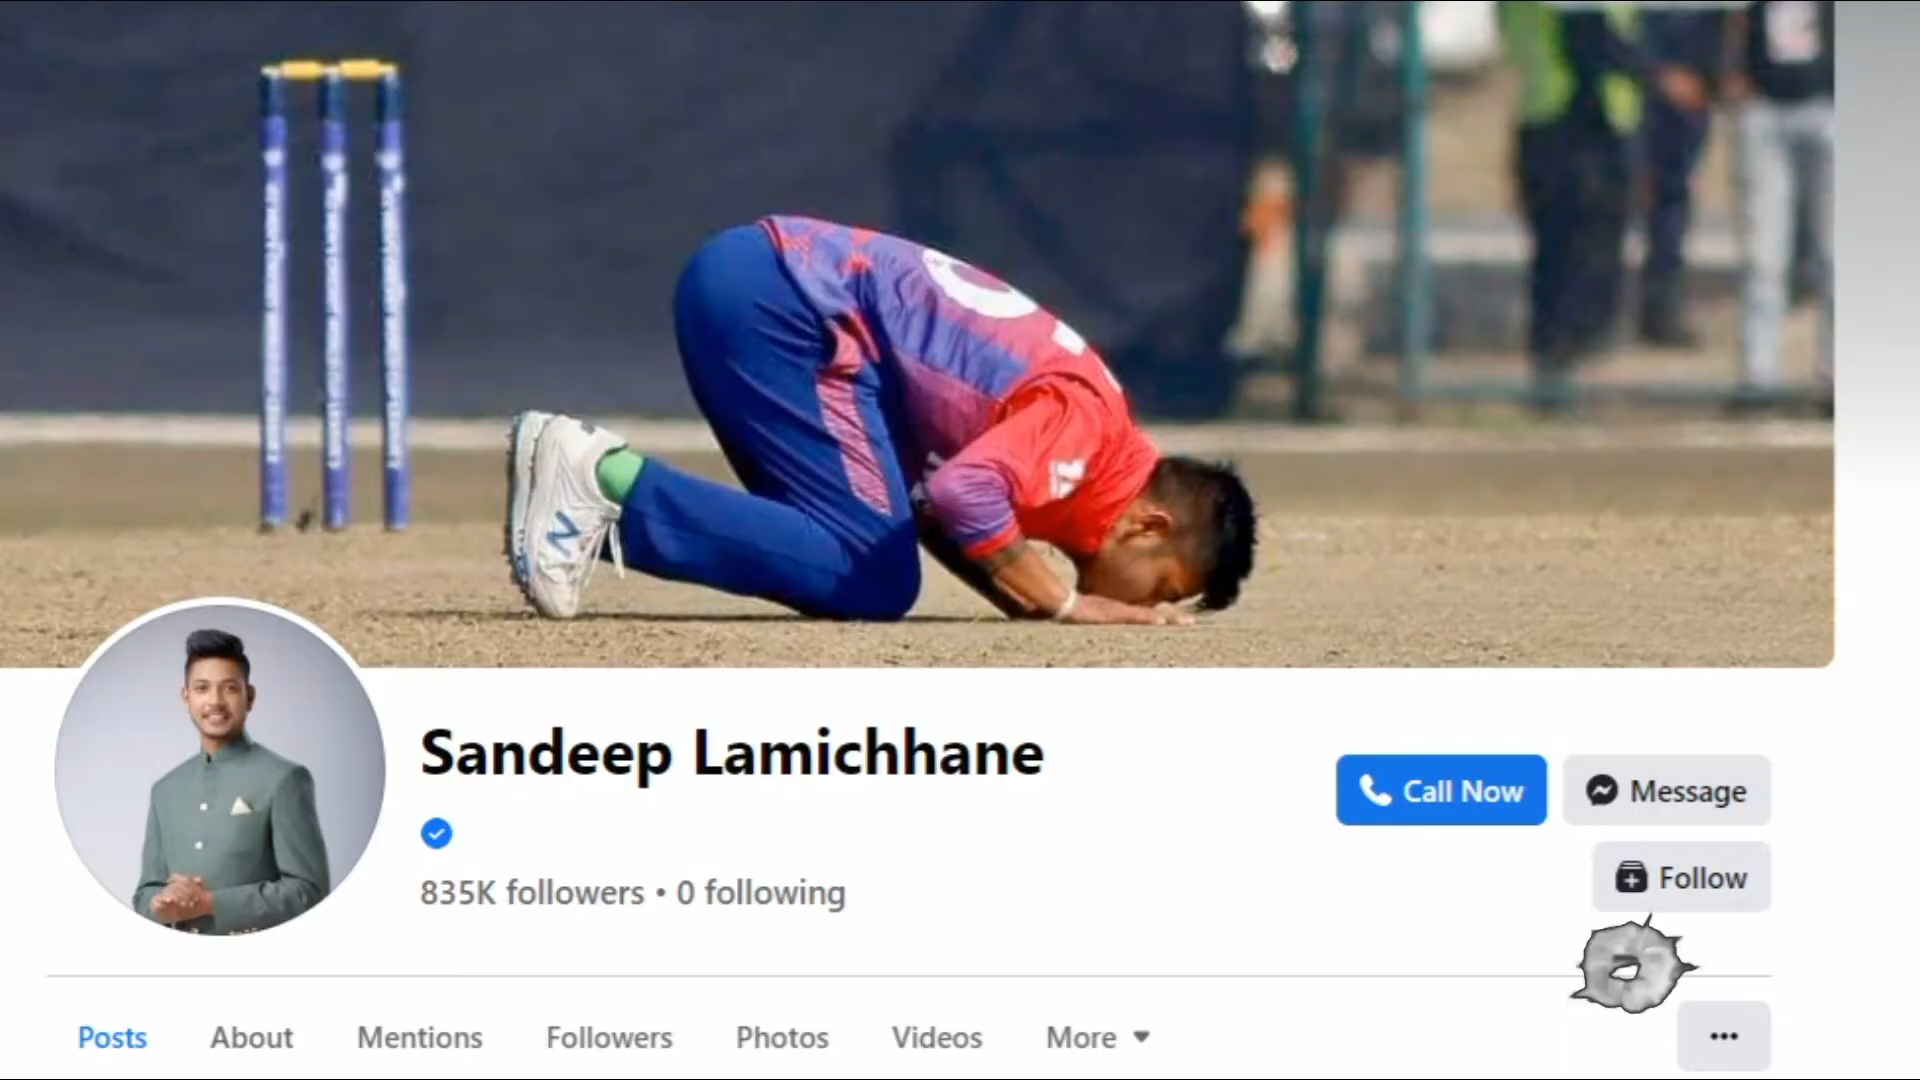 Sandeep Lamichhane
835K followers • 0 following
Call Now
Message
Follow
Posts
About
Mentions
Followers
Photos
Videos
More